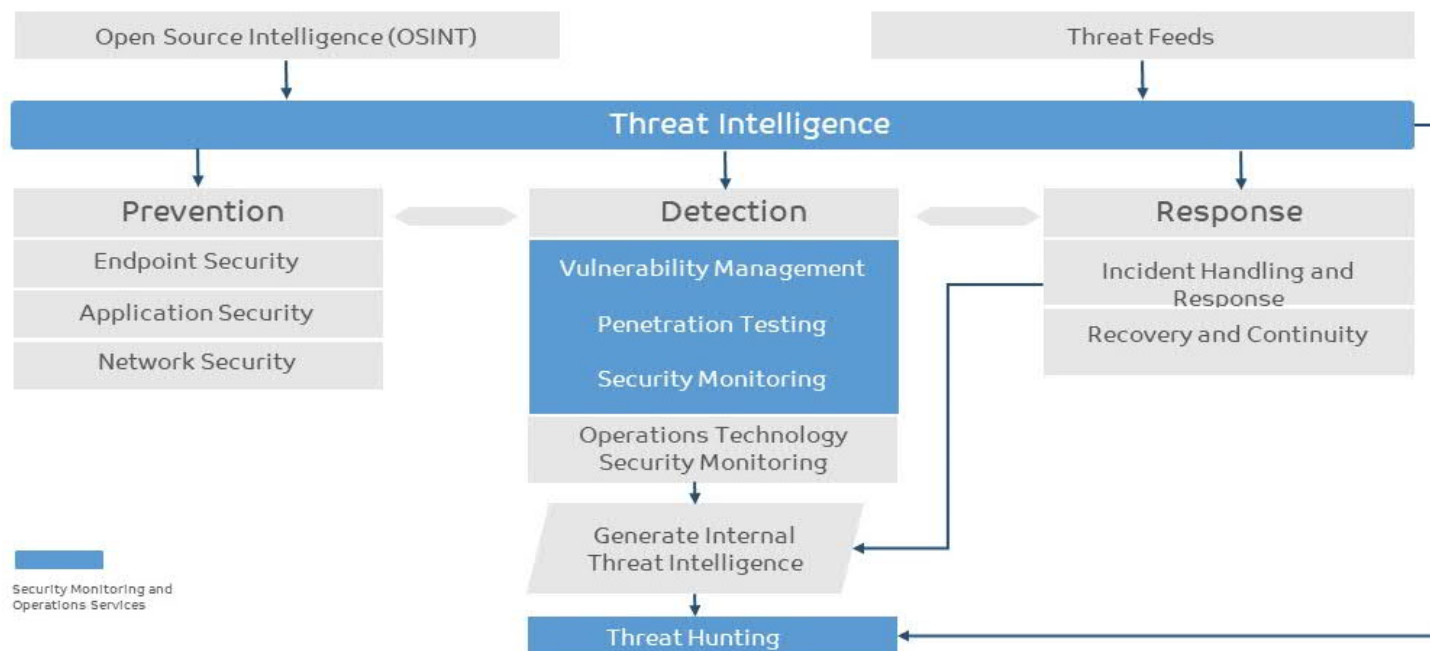 Open Source Intelligence (OSINT)
Threat Feeds
Threat Intelligence
Prevention
Endpoint Security
Application Security
Network Security
Detection
Vulnerability Management
Penetration Testing
Security Monitoring
Operations Technology
Security Monitoring
Response
Incident Handling and
Response
Recovery and Continuity
Generate Internal
Threat Intelligence
Threat Hunting
Security Monitoring and
Operations Services